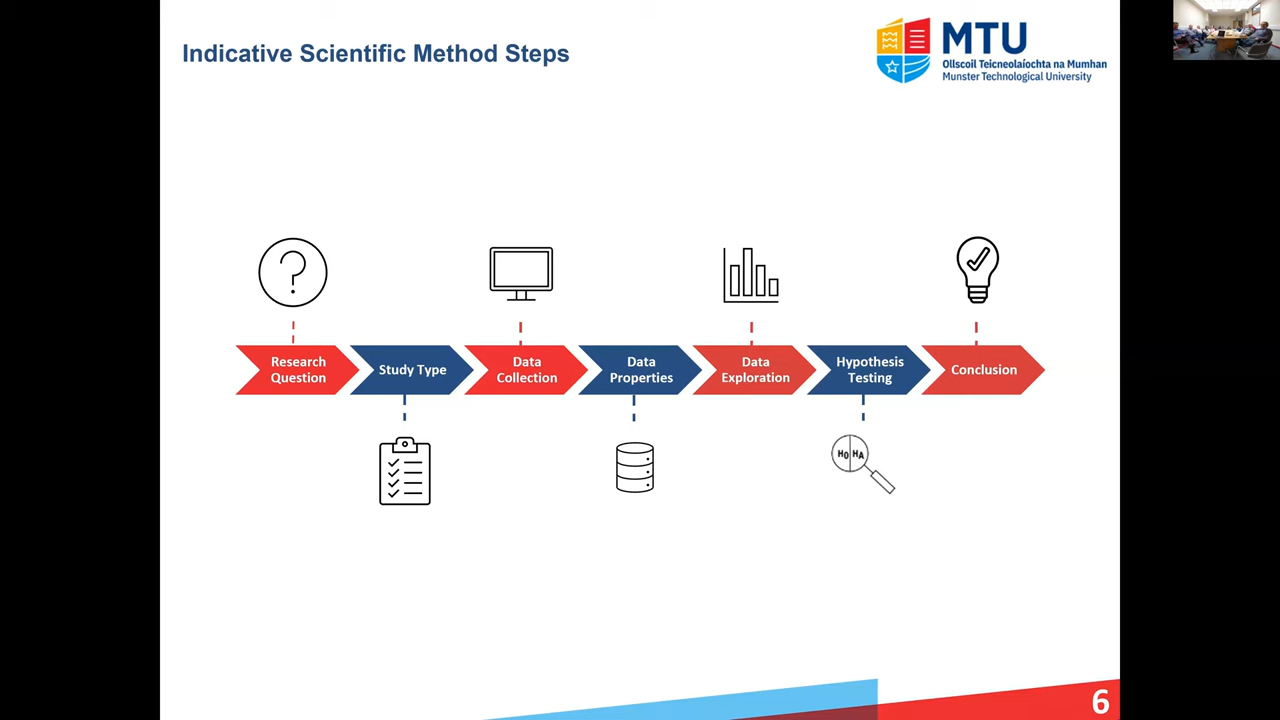 Indicative Scientific Method Steps
MTU
Ollscoil Teicneolaíochta na Mumhan
Munster Technological University
Research
Question
Study Type
Data
Collection
Data
Properties
Data
Exploration
Hypothesis
Testing
Conclusion
H0 HA
6